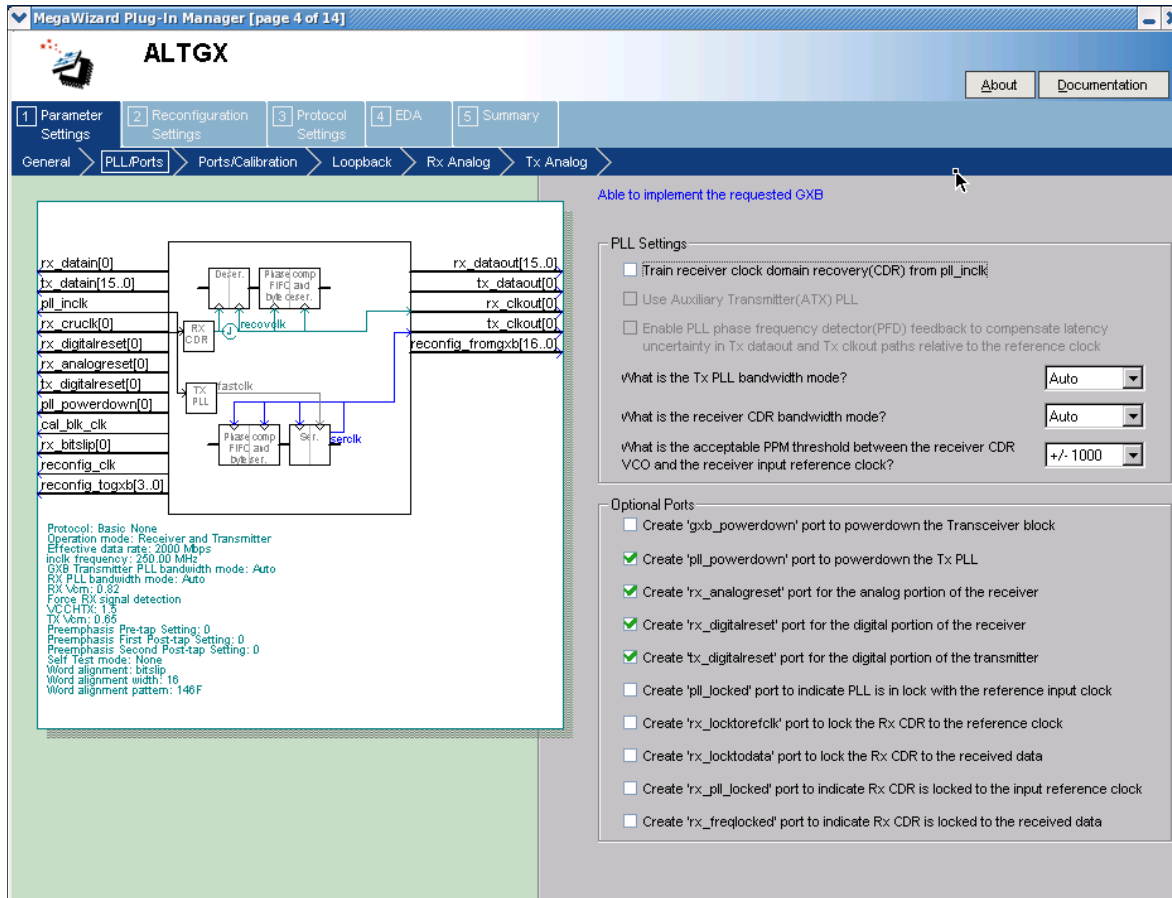 MegaWizard Plug-In Manager [page 4 of 14]
ALTGX
About
Documentation
1 Parameter Settings
2 Reconfiguration Settings
3 Protocol Settings
4 EDA
5 Summary
General
PLL/Ports
Ports/Calibration
Loopback
Rx Analog
Tx Analog
rx_datain[0]
tx_datain[15..0]
pll_inclk
rx_cruclk[0]
rx_digitalreset[0]
rx_analogreset[0]
tx_digitalreset[0]
pll_powerdown[0]
cal_blk_clk
rx_bitslip[0]
reconfig_clk
reconfig_togxb[3..0]
Deser.
Phase comp
FIFO and
byte deser.
RX
CDR
recovclk
TX
PLL
fastclk
Phase comp
FIFO and
byte ser.
Ser.
serclk
rx_dataout[15..0]
tx_dataout[0]
rx_clkout[0]
tx_clkout[0]
reconfig_fromgxb[16..0]
Protocol: Basic None
Operation mode: Receiver and Transmitter
Effective data rate: 2000 Mbps
inclk frequency: 250.00 MHz
GXB Transmitter PLL bandwidth mode: Auto
RX PLL bandwidth mode: Auto
RX Vcm: 0.82
Force RX signal detection
VCCHTX: 1.5
TX Vcm: 0.65
Preemphasis Pre-tap Setting: 0
Preemphasis First Post-tap Setting: 0
Preemphasis Second Post-tap Setting: 0
Self Test mode: None
Word alignment: bitslip
Word alignment width: 16
Word alignment pattern: 146F
Able to implement the requested GXB
PLL Settings
Train receiver clock domain recovery(CDR) from pll_inclk
Use Auxiliary Transmitter(ATX) PLL
Enable PLL phase frequency detector(PFD) feedback to compensate latency
uncertainty in Tx dataout and Tx clkout paths relative to the reference clock
What is the Tx PLL bandwidth mode?
Auto
What is the receiver CDR bandwidth mode?
Auto
What is the acceptable PPM threshold between the receiver CDR
VCO and the receiver input reference clock?
+/- 1000
Optional Ports
Create 'gxb_powerdown' port to powerdown the Transceiver block
Create 'pll_powerdown' port to powerdown the Tx PLL
Create 'rx_analogreset' port for the analog portion of the receiver
Create 'rx_digitalreset' port for the digital portion of the receiver
Create 'tx_digitalreset' port for the digital portion of the transmitter
Create 'pll_locked' port to indicate PLL is in lock with the reference input clock
Create 'rx_locktorefclk' port to lock the Rx CDR to the reference clock
Create 'rx_locktodata' port to lock the Rx CDR to the received data
Create 'rx_pll_locked' port to indicate Rx CDR is locked to the input reference clock
Create 'rx_freqlocked' port to indicate Rx CDR is locked to the received data